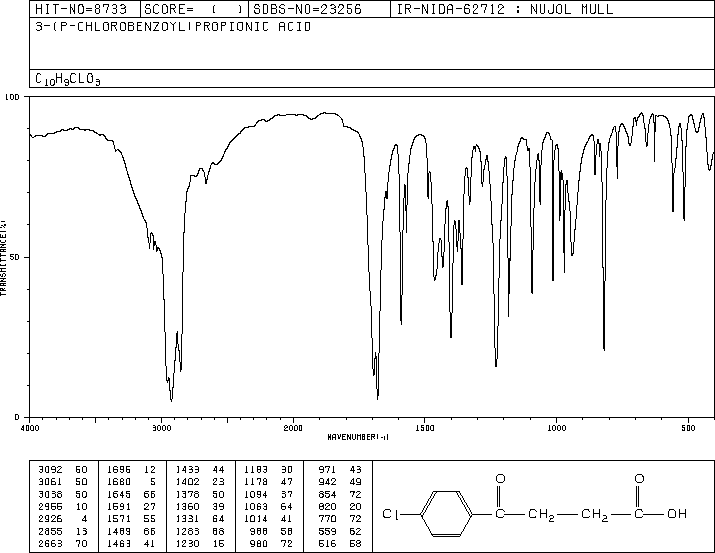 HIT-NO=8733 SCORE= ( ) SDBS-NO=23256 IR-NIDA-62712 : NUJOL MULL
3-(P-CHLOROBENZOYL)PROPIONIC ACID
C10H9CLO3
100
50
0
TRANSMITTANCE(%)
4000 3000 2000 1500 1000 500
WAVENUMBER(-1)
3092 60 1696 12 1433 44 1183 30 971 43
3061 50 1680 5 1402 23 1178 47 942 49
3038 50 1645 66 1378 50 1094 37 854 72
2955 10 1591 27 1360 39 1063 64 820 20
2926 4 1571 55 1331 64 1014 41 770 72
2855 13 1489 66 1283 68 988 58 559 62
2663 70 1463 41 1230 15 980 72 516 58
O O
Cl C CH2 CH2 C OH